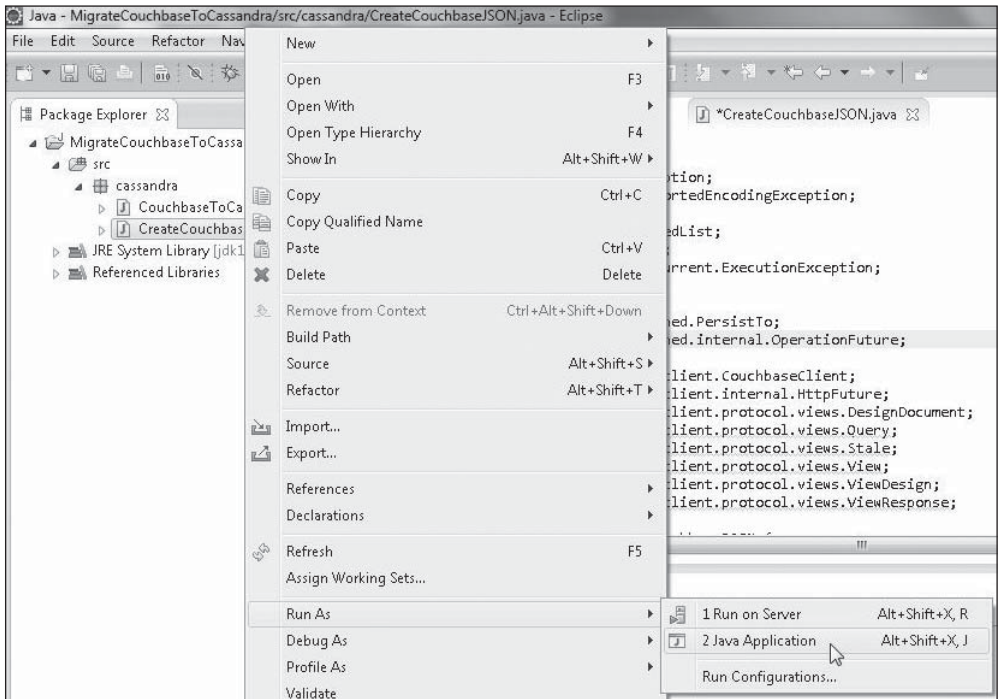 Java - MigrateCouchbaseToCassandra/src/cassandra/CreateCouchbaseJSON.java - Eclipse
File Edit Source Refactor Nav
Package Explorer
MigrateCouchbaseToCassa
src
cassandra
CouchbaseToCa
CreateCouchbas
JRE System Library [jdk1
Referenced Libraries
New
Open F3
Open With
Open Type Hierarchy F4
Show In Alt+Shift+W
Copy Ctrl+C
Copy Qualified Name
Paste Ctrl+V
Delete Delete
Remove from Context Ctrl+Alt+Shift+Down
Build Path
Source Alt+Shift+S
Refactor Alt+Shift+T
Import...
Export...
References
Declarations
Refresh F5
Assign Working Sets...
Run As
Debug As
Profile As
Validate
1 Run on Server Alt+Shift+X, R
2 Java Application Alt+Shift+X, J
Run Configurations...
*CreateCouchbaseJSON.java
tion;
ortedEncodingException;
edList;
;
urrent.ExecutionException;
ed.PersistTo;
ed.internal.OperationFuture;
lient.CouchbaseClient;
lient.internal.HttpFuture;
lient.protocol.views.DesignDocument;
lient.protocol.views.Query;
lient.protocol.views.Stale;
lient.protocol.views.View;
lient.protocol.views.ViewDesign;
lient.protocol.views.ViewResponse;